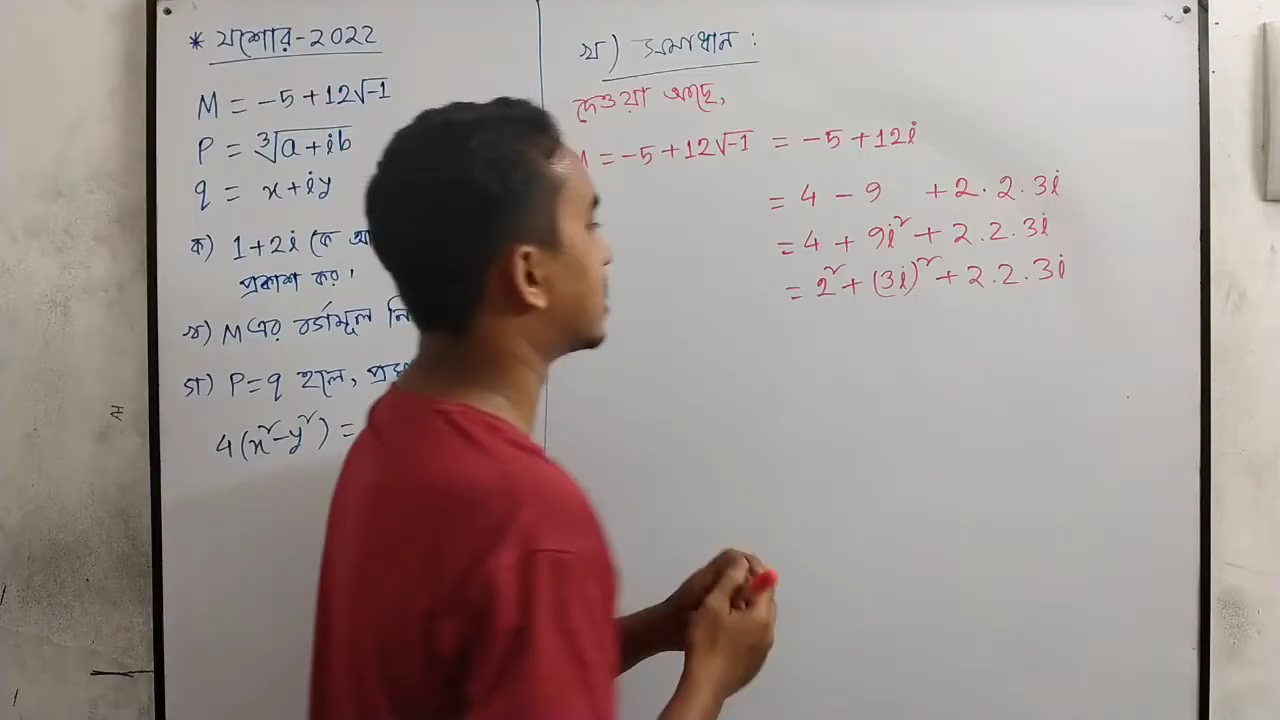 * যশোর-2022
M = -5+12√-1
P = ∛a+ib
q = x+iy
ক) 1+2i কে
প্রকাশ কর।
খ) M এর বর্গমূল
গ) P=q হলে,
4(x²-y²) =
খ) সমাধান :
দেওয়া আছে,
= -5+12√-1 = -5+12i
= 4 - 9 + 2. 2. 3i
= 4 + 9i² + 2.2. 3i
= 2² + (3i)² + 2.2. 3i